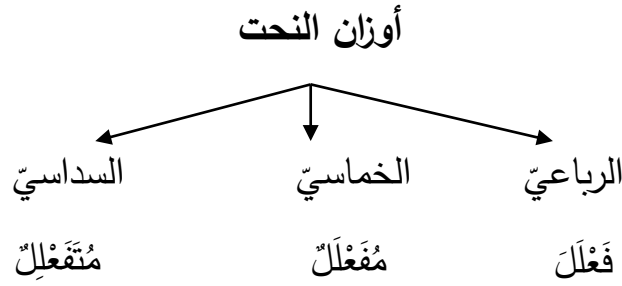 أوزان النحت
الرباعيّ الخماسيّ السداسيّ
فَعْلَلَ مُفَعْلَلٌ مُتَفَعْلِلٌ